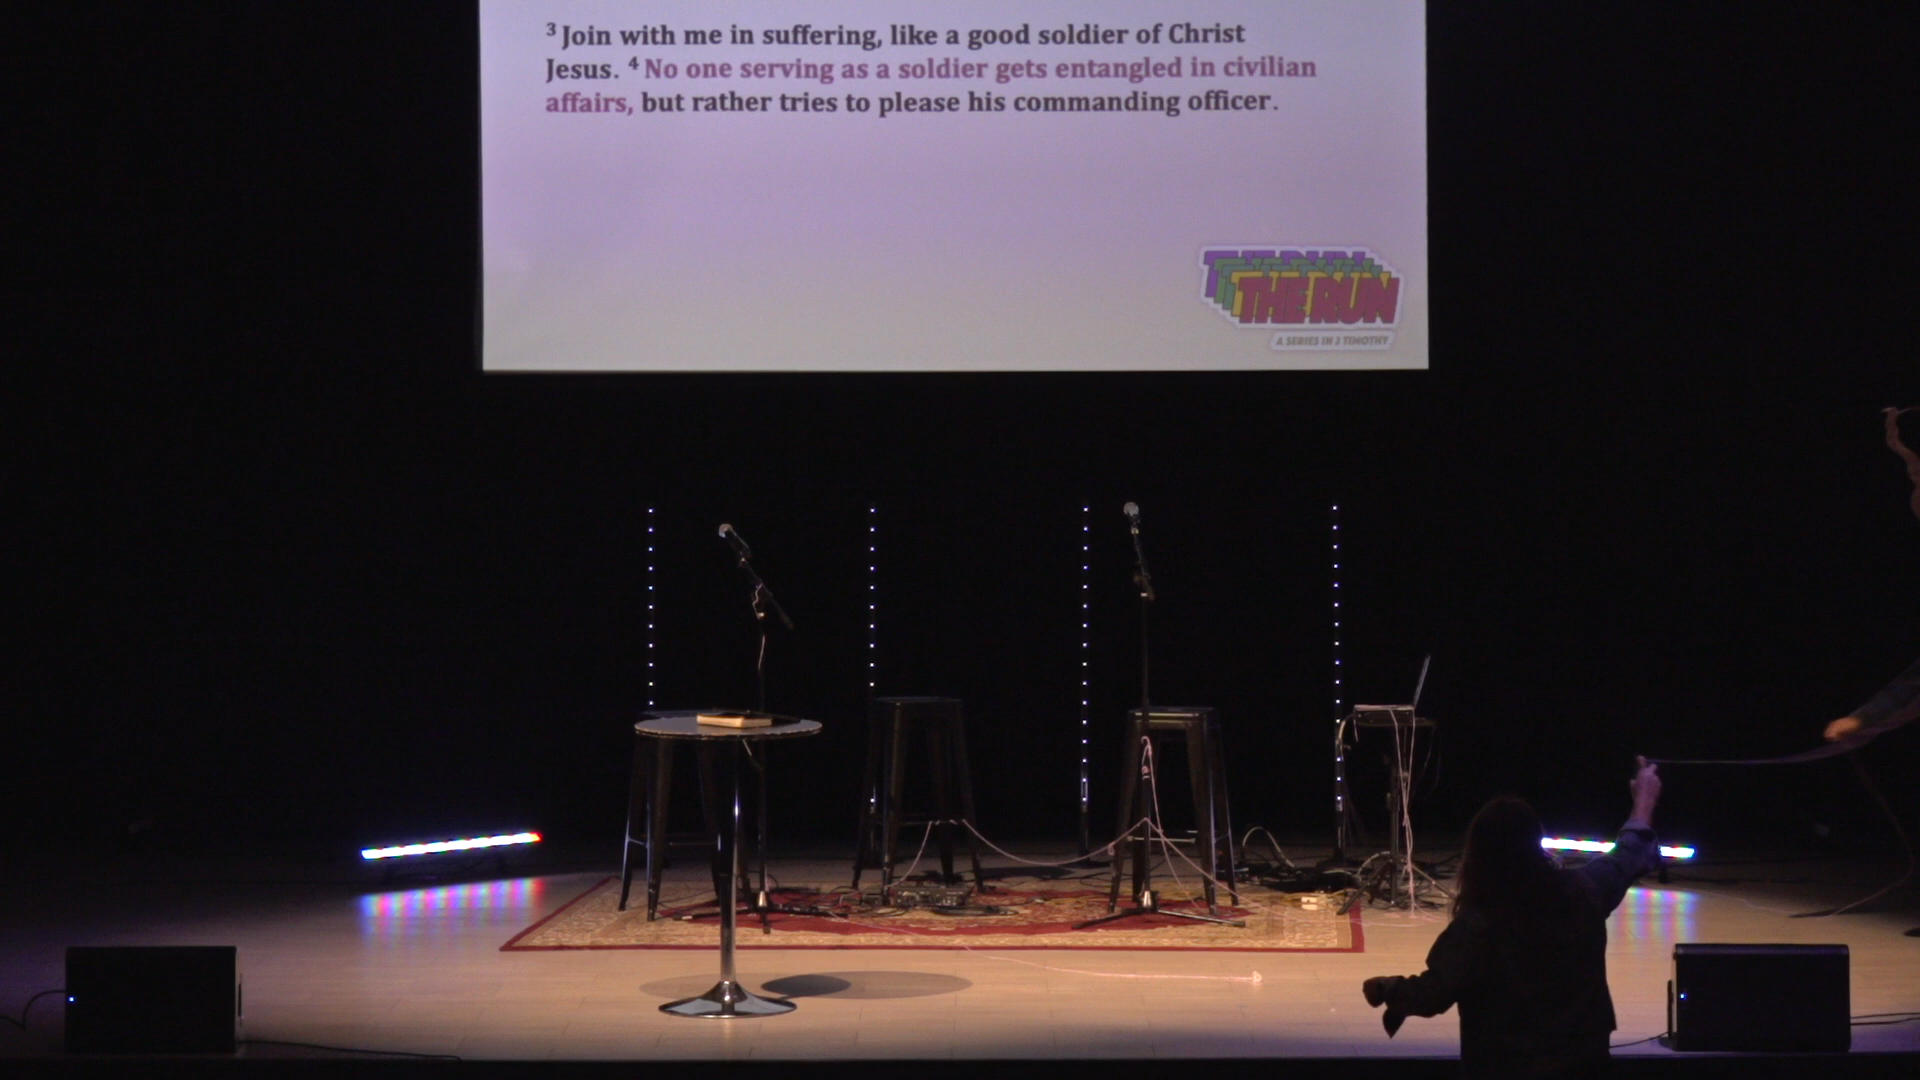 ³ Join with me in suffering, like a good soldier of Christ
Jesus. ⁴ No one serving as a soldier gets entangled in civilian
affairs, but rather tries to please his commanding officer.
THE RUN
A SERIES IN 2 TIMOTHY